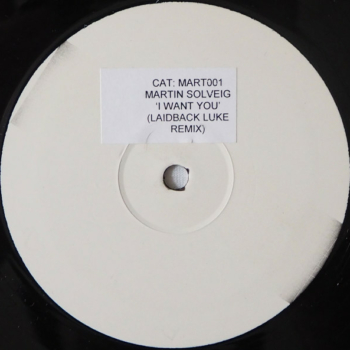 CAT: MART001
MARTIN SOLVEIG
'I WANT YOU'
(LAIDBACK LUKE
REMIX)